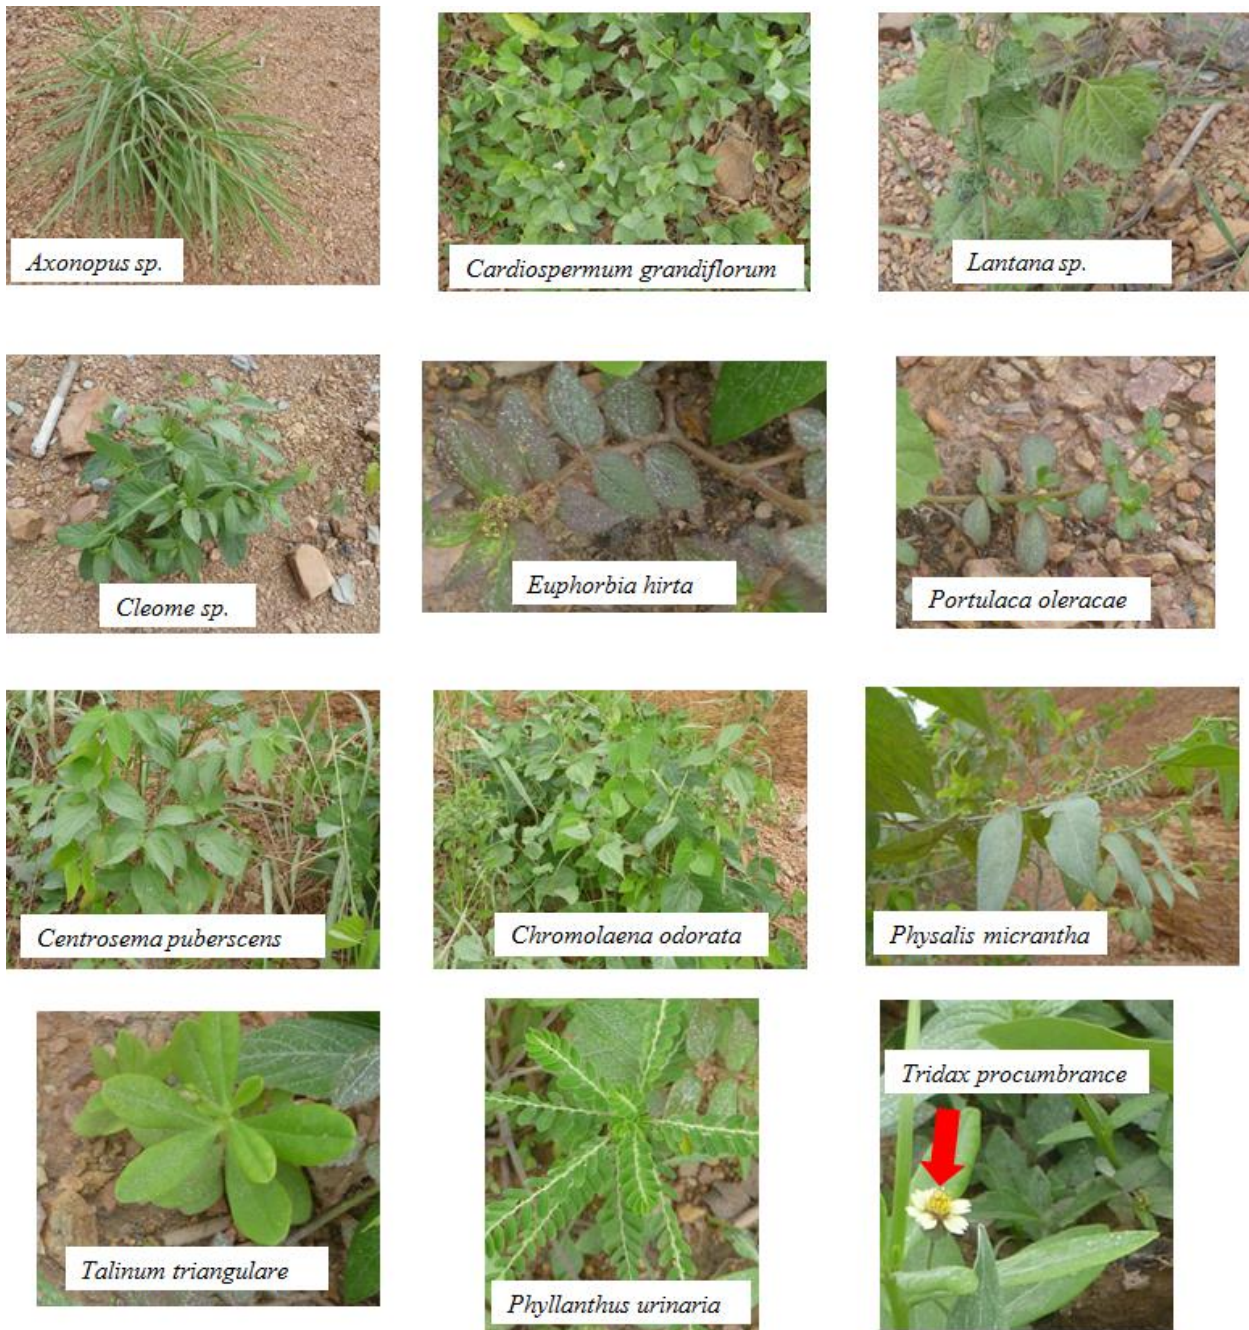 Axonopus sp.
Cardiospermum grandiflorum
Lantana sp.
Cleome sp.
Euphorbia hirta
Portulaca oleracae
Centrosema puberscens
Chromolaena odorata
Physalis micrantha
Talinum triangulare
Phyllanthus urinaria
Tridax procumbrance